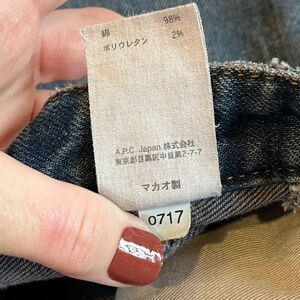 綿 98%
ポリウレタン 2%
A.P.C. Japan 株式会社
東京都目黒区中目黒2-7-7
マカオ製
0717